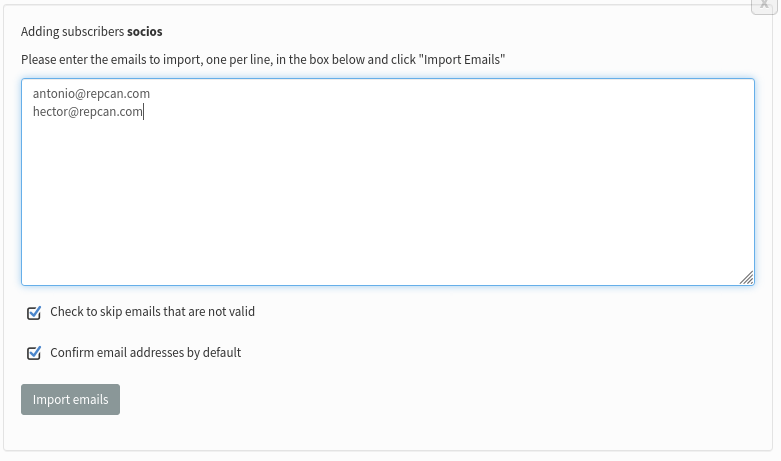 X
Adding subscribers socios
Please enter the emails to import, one per line, in the box below and click "Import Emails"
antonio@repcan.com
hector@repcan.com
Check to skip emails that are not valid
Confirm email addresses by default
Import emails